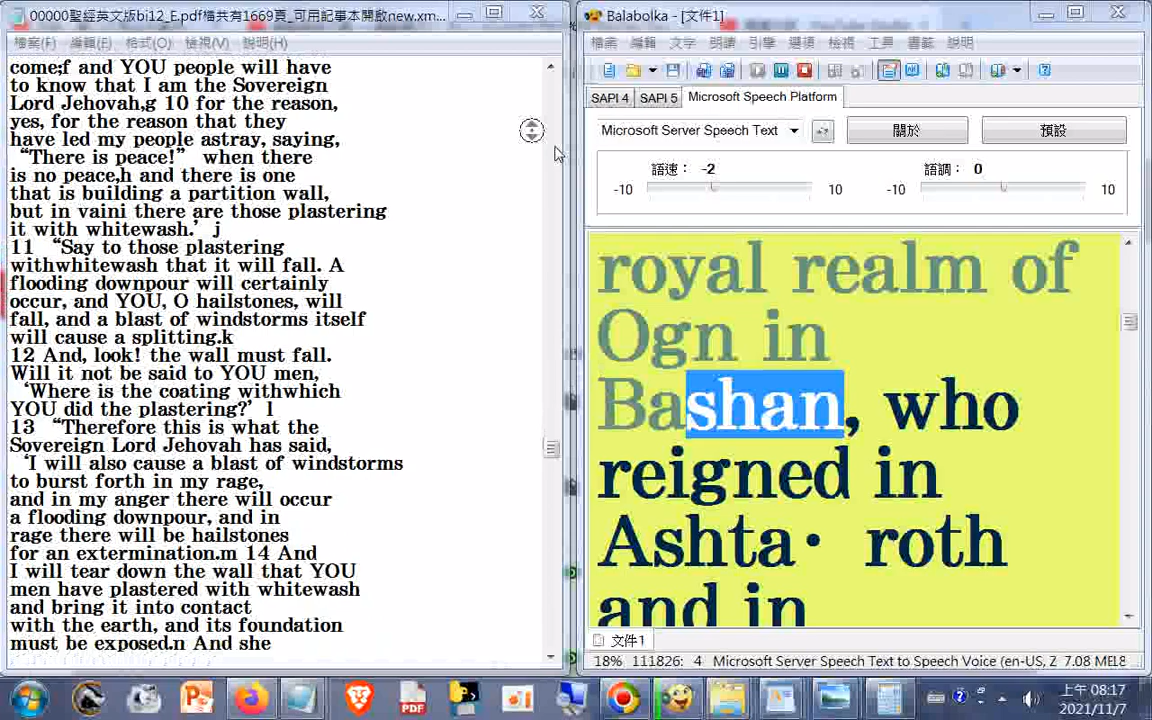 00000聖經英文版bi12_E.pdf檔共有1669頁_可用記事本開啟new.xm...
檔案(F) 編輯(E) 格式(O) 檢視(V) 說明(H)
come;f and YOU people will have
to know that I am the Sovereign
Lord Jehovah,g 10 for the reason,
yes, for the reason that they
have led my people astray, saying,
“There is peace!” when there
is no peace,h and there is one
that is building a partition wall,
but in vaini there are those plastering
it with whitewash.’ j
11 “Say to those plastering
withwhitewash that it will fall. A
flooding downpour will certainly
occur, and YOU, O hailstones, will
fall, and a blast of windstorms itself
will cause a splitting.k
12 And, look! the wall must fall.
Will it not be said to YOU men,
‘Where is the coating withwhich
YOU did the plastering?’ l
13 “Therefore this is what the
Sovereign Lord Jehovah has said,
‘I will also cause a blast of windstorms
to burst forth in my rage,
and in my anger there will occur
a flooding downpour, and in
rage there will be hailstones
for an extermination.m 14 And
I will tear down the wall that YOU
men have plastered with whitewash
and bring it into contact
with the earth, and its foundation
must be exposed.n And she
Balabolka - [文件1]
檔案 編輯 文字 朗讀 引擎 選項 檢視 工具 書籤 說明
SAPI 4 SAPI 5 Microsoft Speech Platform
Microsoft Server Speech Text 關於 預設
語速： -2 語調： 0
-10 10 -10 10
royal realm of
Ogn in
Bashan, who
reigned in
Ashta· roth
and in
文件1
18% 111826: 4 Microsoft Server Speech Text to Speech Voice (en-US, Z 7.08 МЕ
PDF
上午 08:17
2021/11/7